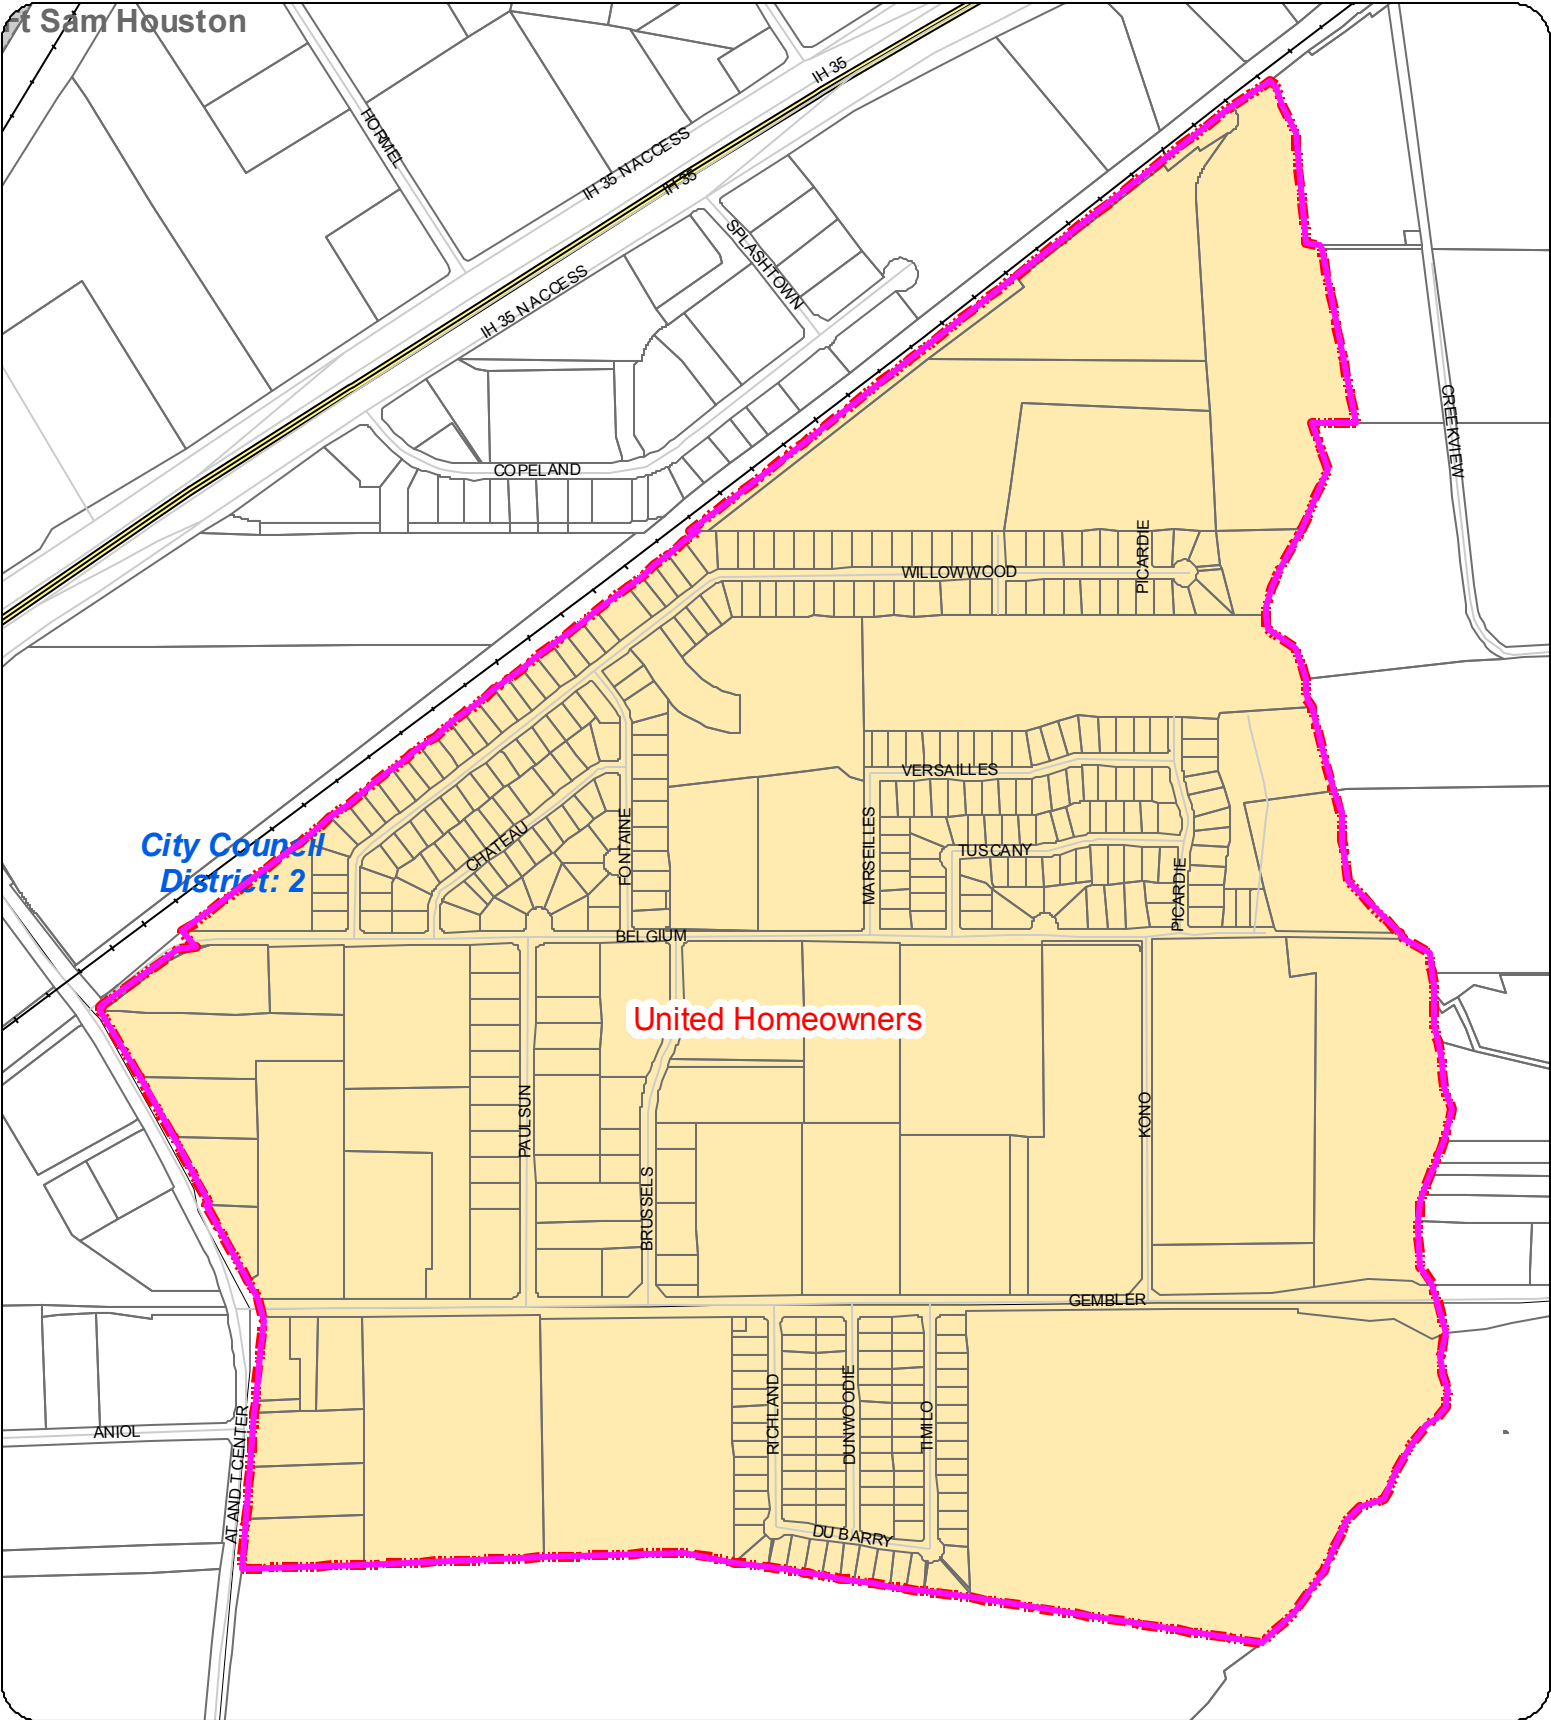 Ft Sam Houston
IH 35
HORMEL
IH 35 N ACCESS
IH 35
SPLASHTOWN
IH 35 N ACCESS
CREEKVIEW
COPELAND
PICARDIE
WILLOWWOOD
VERSAILLES
MARSEILLES
FONTAINE
CHATEAU
TUSCANY
City Council
District: 2
PICARDIE
BELGIUM
United Homeowners
PAULSUN
KONO
BRUSSELS
GEMBLER
RICHLAND
DUNWOODIE
TIMILO
ANIOL
AT AND T CENTER
DU BARRY